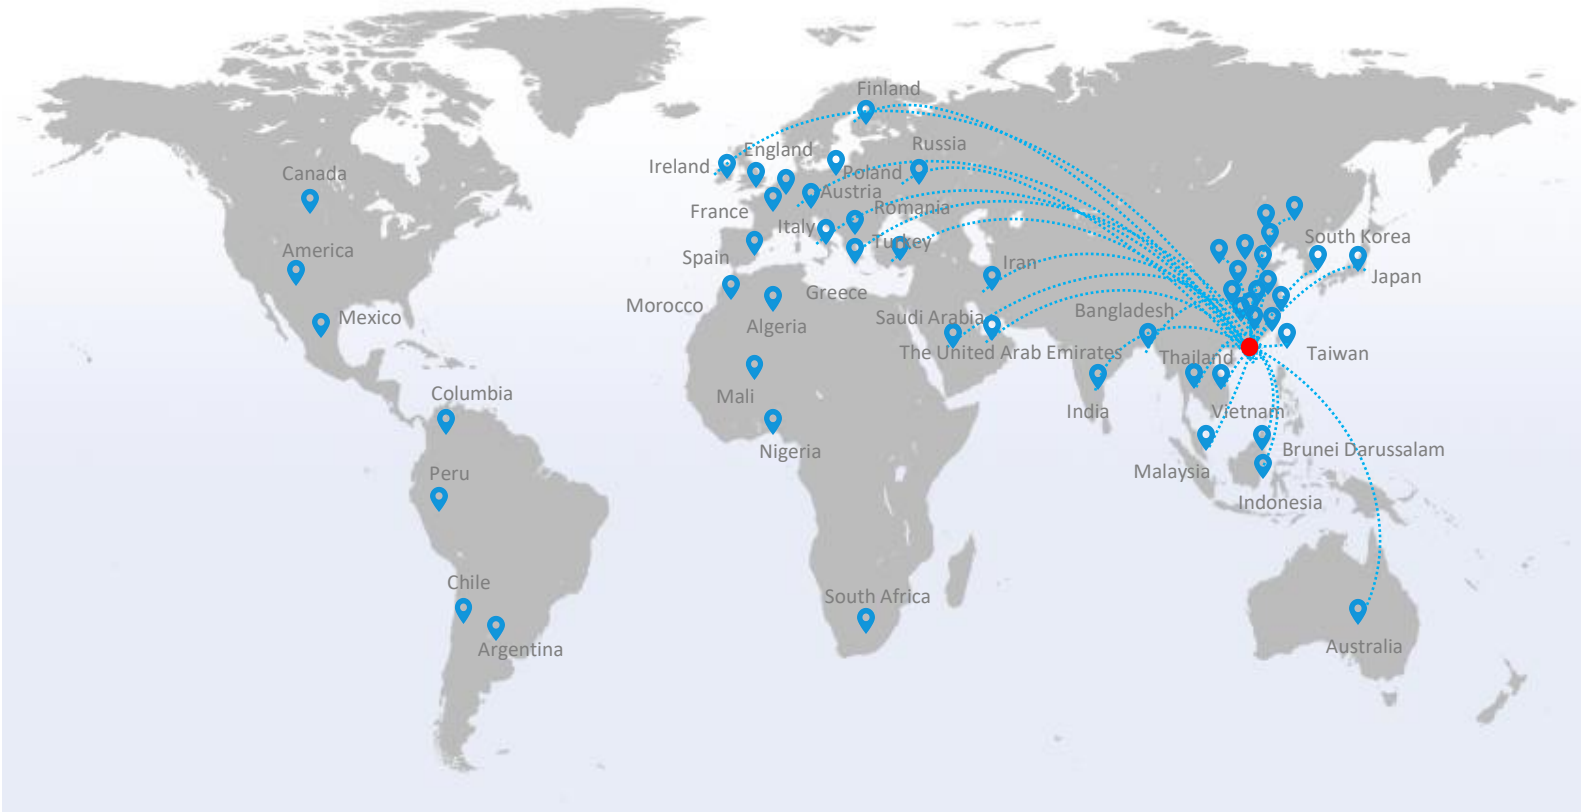 Finland
Russia
England
Ireland
Poland
Austria
Canada
France
Romania
Italy
Turkey
South Korea
America
Spain
Iran
Japan
Greece
Morocco
Saudi Arabia
Bangladesh
Mexico
Algeria
The United Arab Emirates
Thailand
Taiwan
Mali
Columbia
India
Vietnam
Nigeria
Brunei Darussalam
Peru
Malaysia
Indonesia
Chile
South Africa
Argentina
Australia